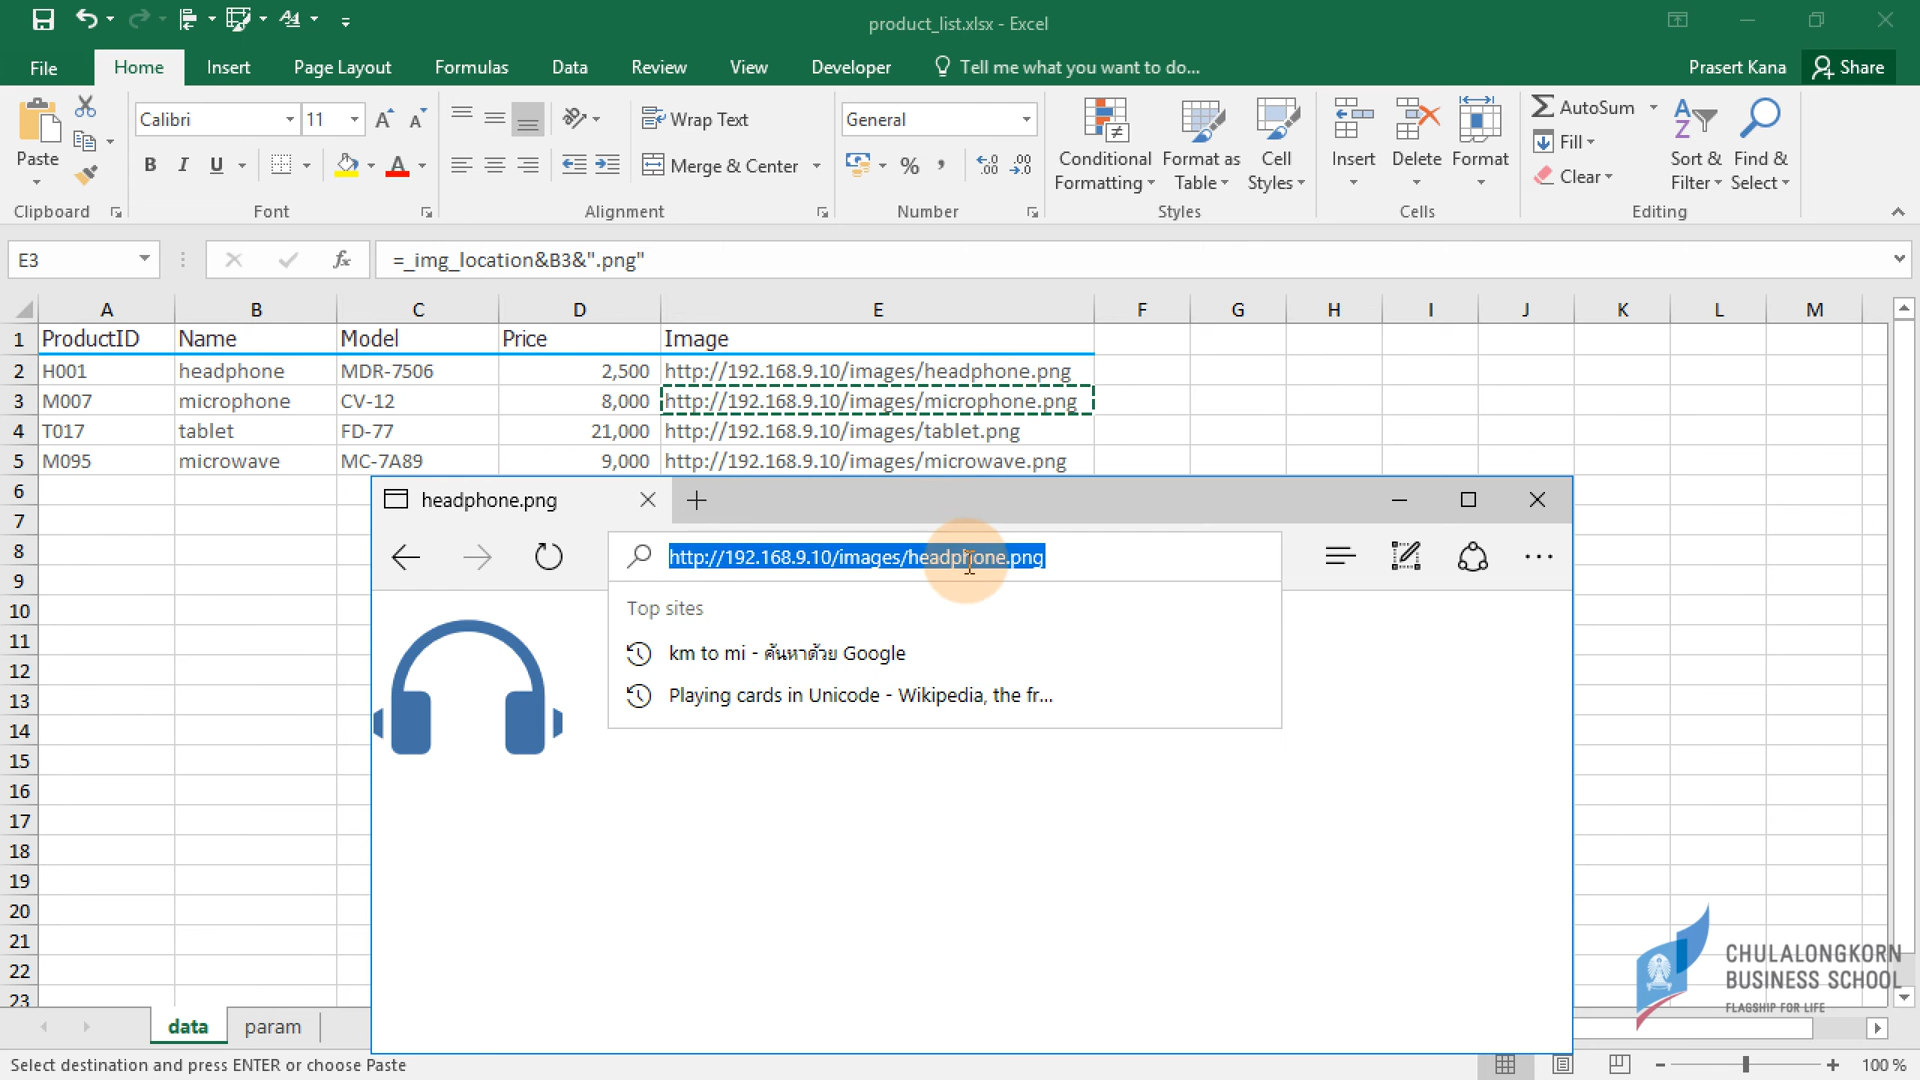 product_list.xlsx - Excel
File Home Insert Page Layout Formulas Data Review View Developer Tell me what you want to do... Prasert Kana Share
Paste
Clipboard
Calibri 11
B I U A
Font
Wrap Text
Merge & Center
Alignment
General
% ,
Number
Conditional Formatting
Format as Table
Cell Styles
Styles
Insert Delete Format
Cells
AutoSum
Fill
Clear
Sort & Filter
Find & Select
Editing
E3 fx =_img_location&B3&".png"
A B C D E F G H I J K L M
1 ProductID Name Model Price Image
2 H001 headphone MDR-7506 2,500 http://192.168.9.10/images/headphone.png
3 M007 microphone CV-12 8,000 http://192.168.9.10/images/microphone.png
4 T017 tablet FD-77 21,000 http://192.168.9.10/images/tablet.png
5 M095 microwave MC-7A89 9,000 http://192.168.9.10/images/microwave.png
6
7
8
9
10
11
12
13
14
15
16
17
18
19
20
21
22
23
headphone.png
http://192.168.9.10/images/headphone.png
Top sites
km to mi - ค้นหาด้วย Google
Playing cards in Unicode - Wikipedia, the fr...
CHULALONGKORN
BUSINESS SCHOOL
FLAGSHIP FOR LIFE
data param
Select destination and press ENTER or choose Paste
100 %